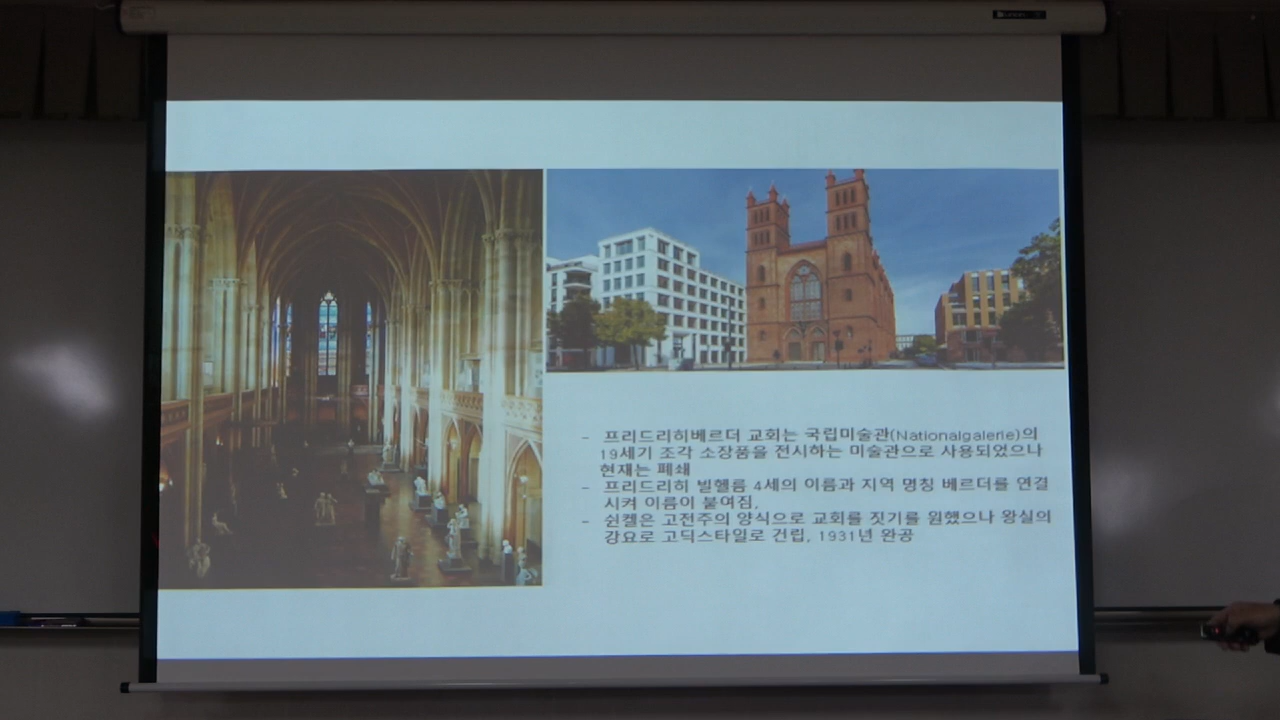 - 프리드리히베르더 교회는 국립미술관(Nationalgalerie)의
19세기 조각 소장품을 전시하는 미술관으로 사용되었으나
현재는 폐쇄
- 프리드리히 빌헬름 4세의 이름과 지역 명칭 베르더를 연결
시켜 이름이 붙여짐,
- 쉰켈은 고전주의 양식으로 교회를 짓기를 원했으나 왕실의
강요로 고딕스타일로 건립, 1931년 완공